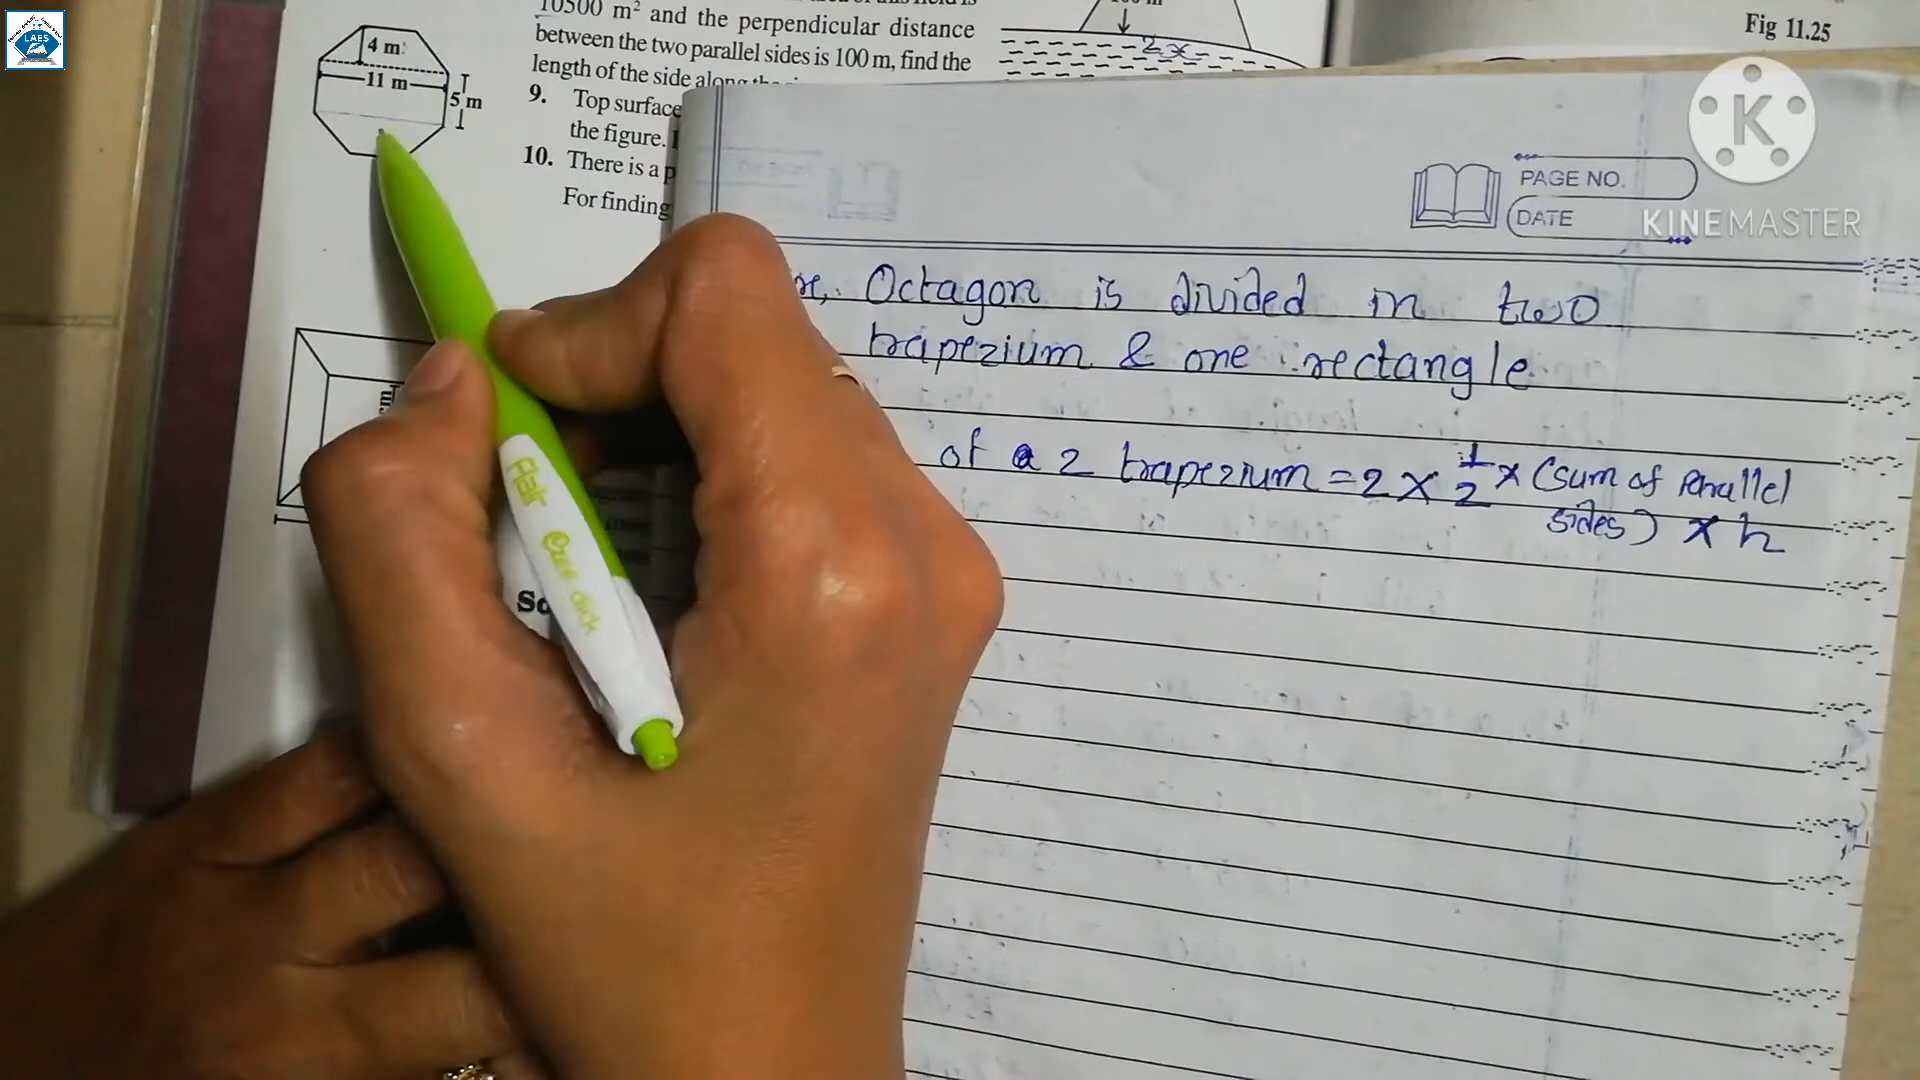 LAES
4 m
11 m
5 m
10500 m² and the perpendicular distance
between the two parallel sides is 100 m, find the
length of the side along
9. Top surface
the figure.
10. There is a p
For finding
2x
Fig 11.25
PAGE NO.
DATE
K
KINEMASTER
re, Octagon is divided in two
trapezium & one rectangle
of a 2 trapezium = 2 × 1/2 × (sum of Parallel
sides) × h
Flair
So